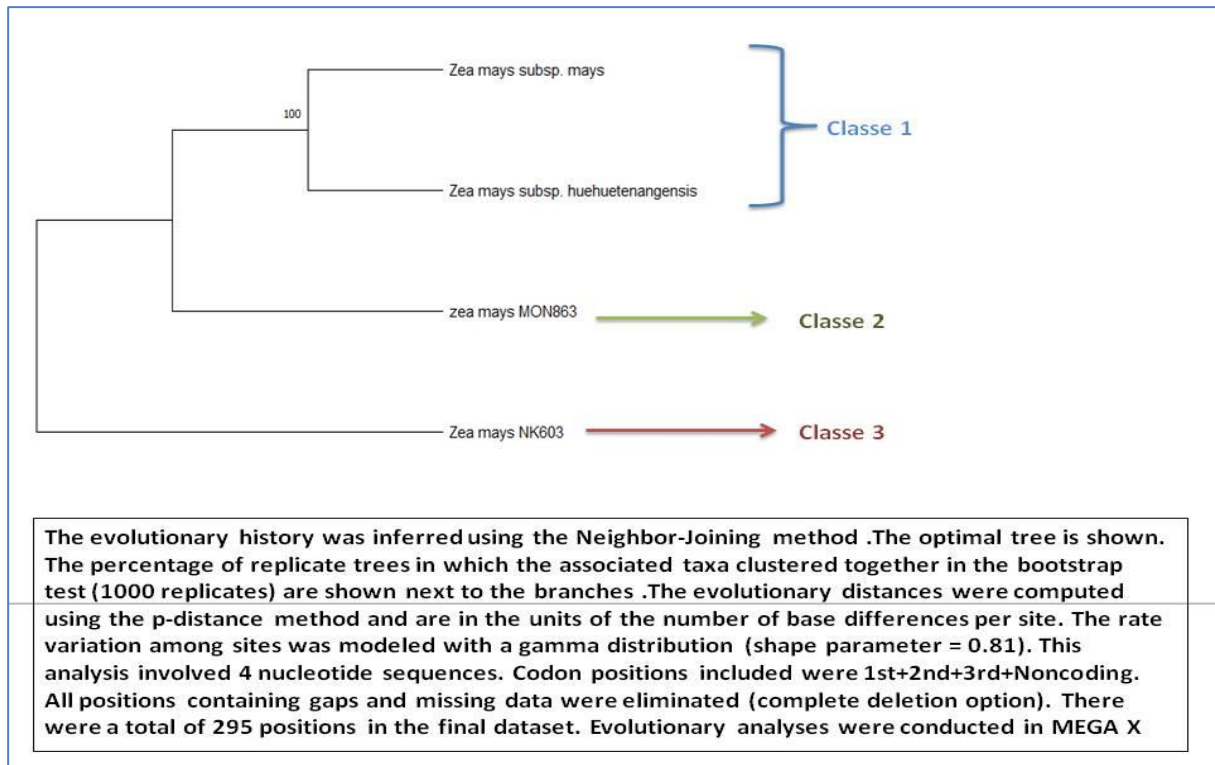 Zea mays subsp. mays
100
Classe 1
Zea mays subsp. huehuetenangensis
zea mays MON863
Classe 2
Zea mays NK603
Classe 3
The evolutionary history was inferred using the Neighbor-Joining method .The optimal tree is shown.
The percentage of replicate trees in which the associated taxa clustered together in the bootstrap
test (1000 replicates) are shown next to the branches .The evolutionary distances were computed
using the p-distance method and are in the units of the number of base differences per site. The rate
variation among sites was modeled with a gamma distribution (shape parameter = 0.81). This
analysis involved 4 nucleotide sequences. Codon positions included were 1st+2nd+3rd+Noncoding.
All positions containing gaps and missing data were eliminated (complete deletion option). There
were a total of 295 positions in the final dataset. Evolutionary analyses were conducted in MEGA X